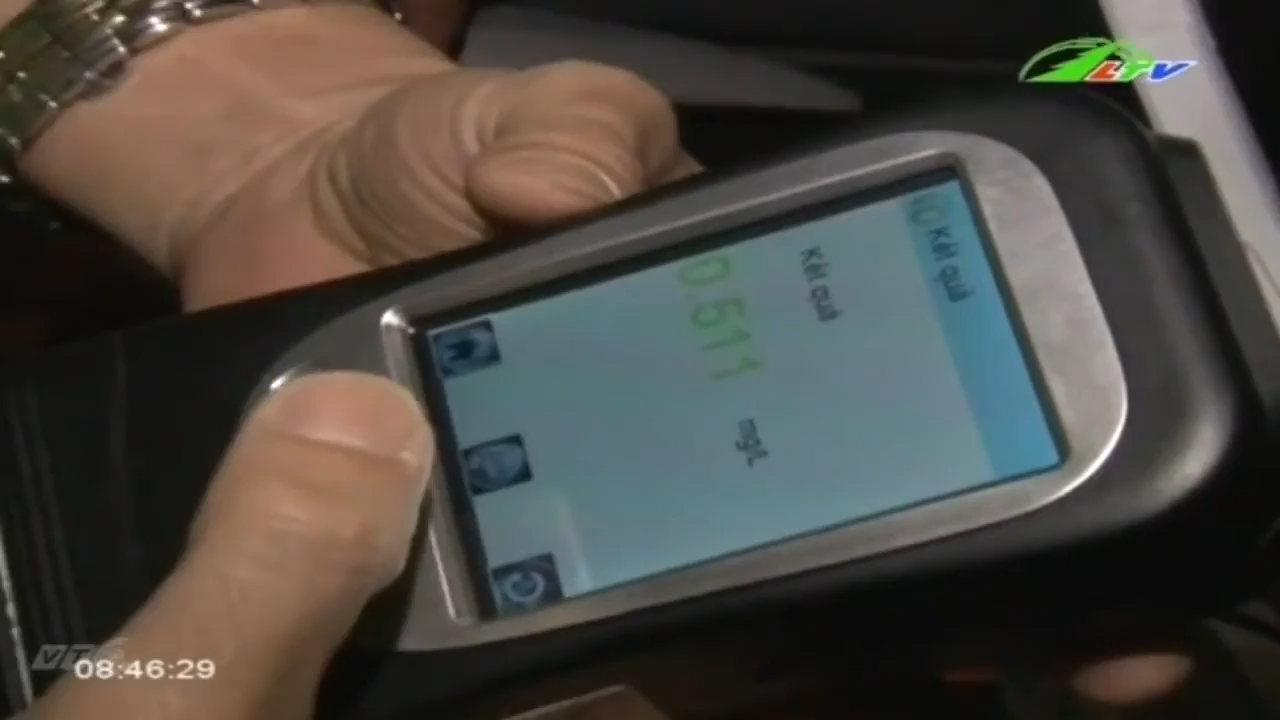 LTV
Kết quả
Kết quả
0.511
mg/L
VTC
08:46:29